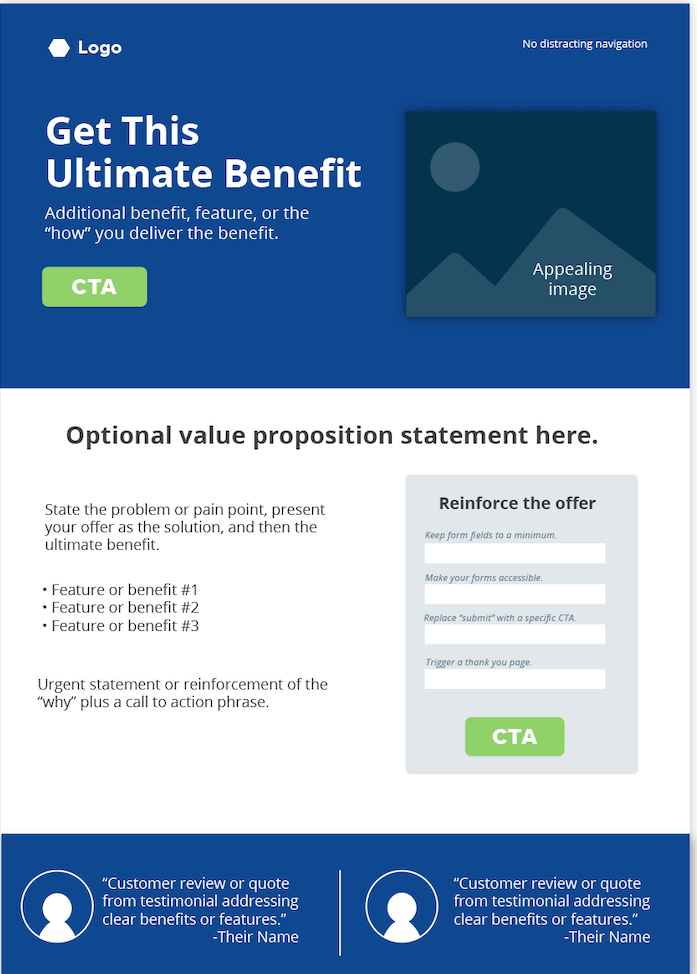 Logo
No distracting navigation
Get This
Ultimate Benefit
Additional benefit, feature, or the
“how” you deliver the benefit.
CTA
Appealing
image
Optional value proposition statement here.
State the problem or pain point, present
your offer as the solution, and then the
ultimate benefit.
• Feature or benefit #1
• Feature or benefit #2
• Feature or benefit #3
Urgent statement or reinforcement of the
“why” plus a call to action phrase.
Reinforce the offer
Keep form fields to a minimum.
Make your forms accessible.
Replace “submit” with a specific CTA.
Trigger a thank you page.
CTA
“Customer review or quote
from testimonial addressing
clear benefits or features.”
-Their Name
“Customer review or quote
from testimonial addressing
clear benefits or features.”
-Their Name